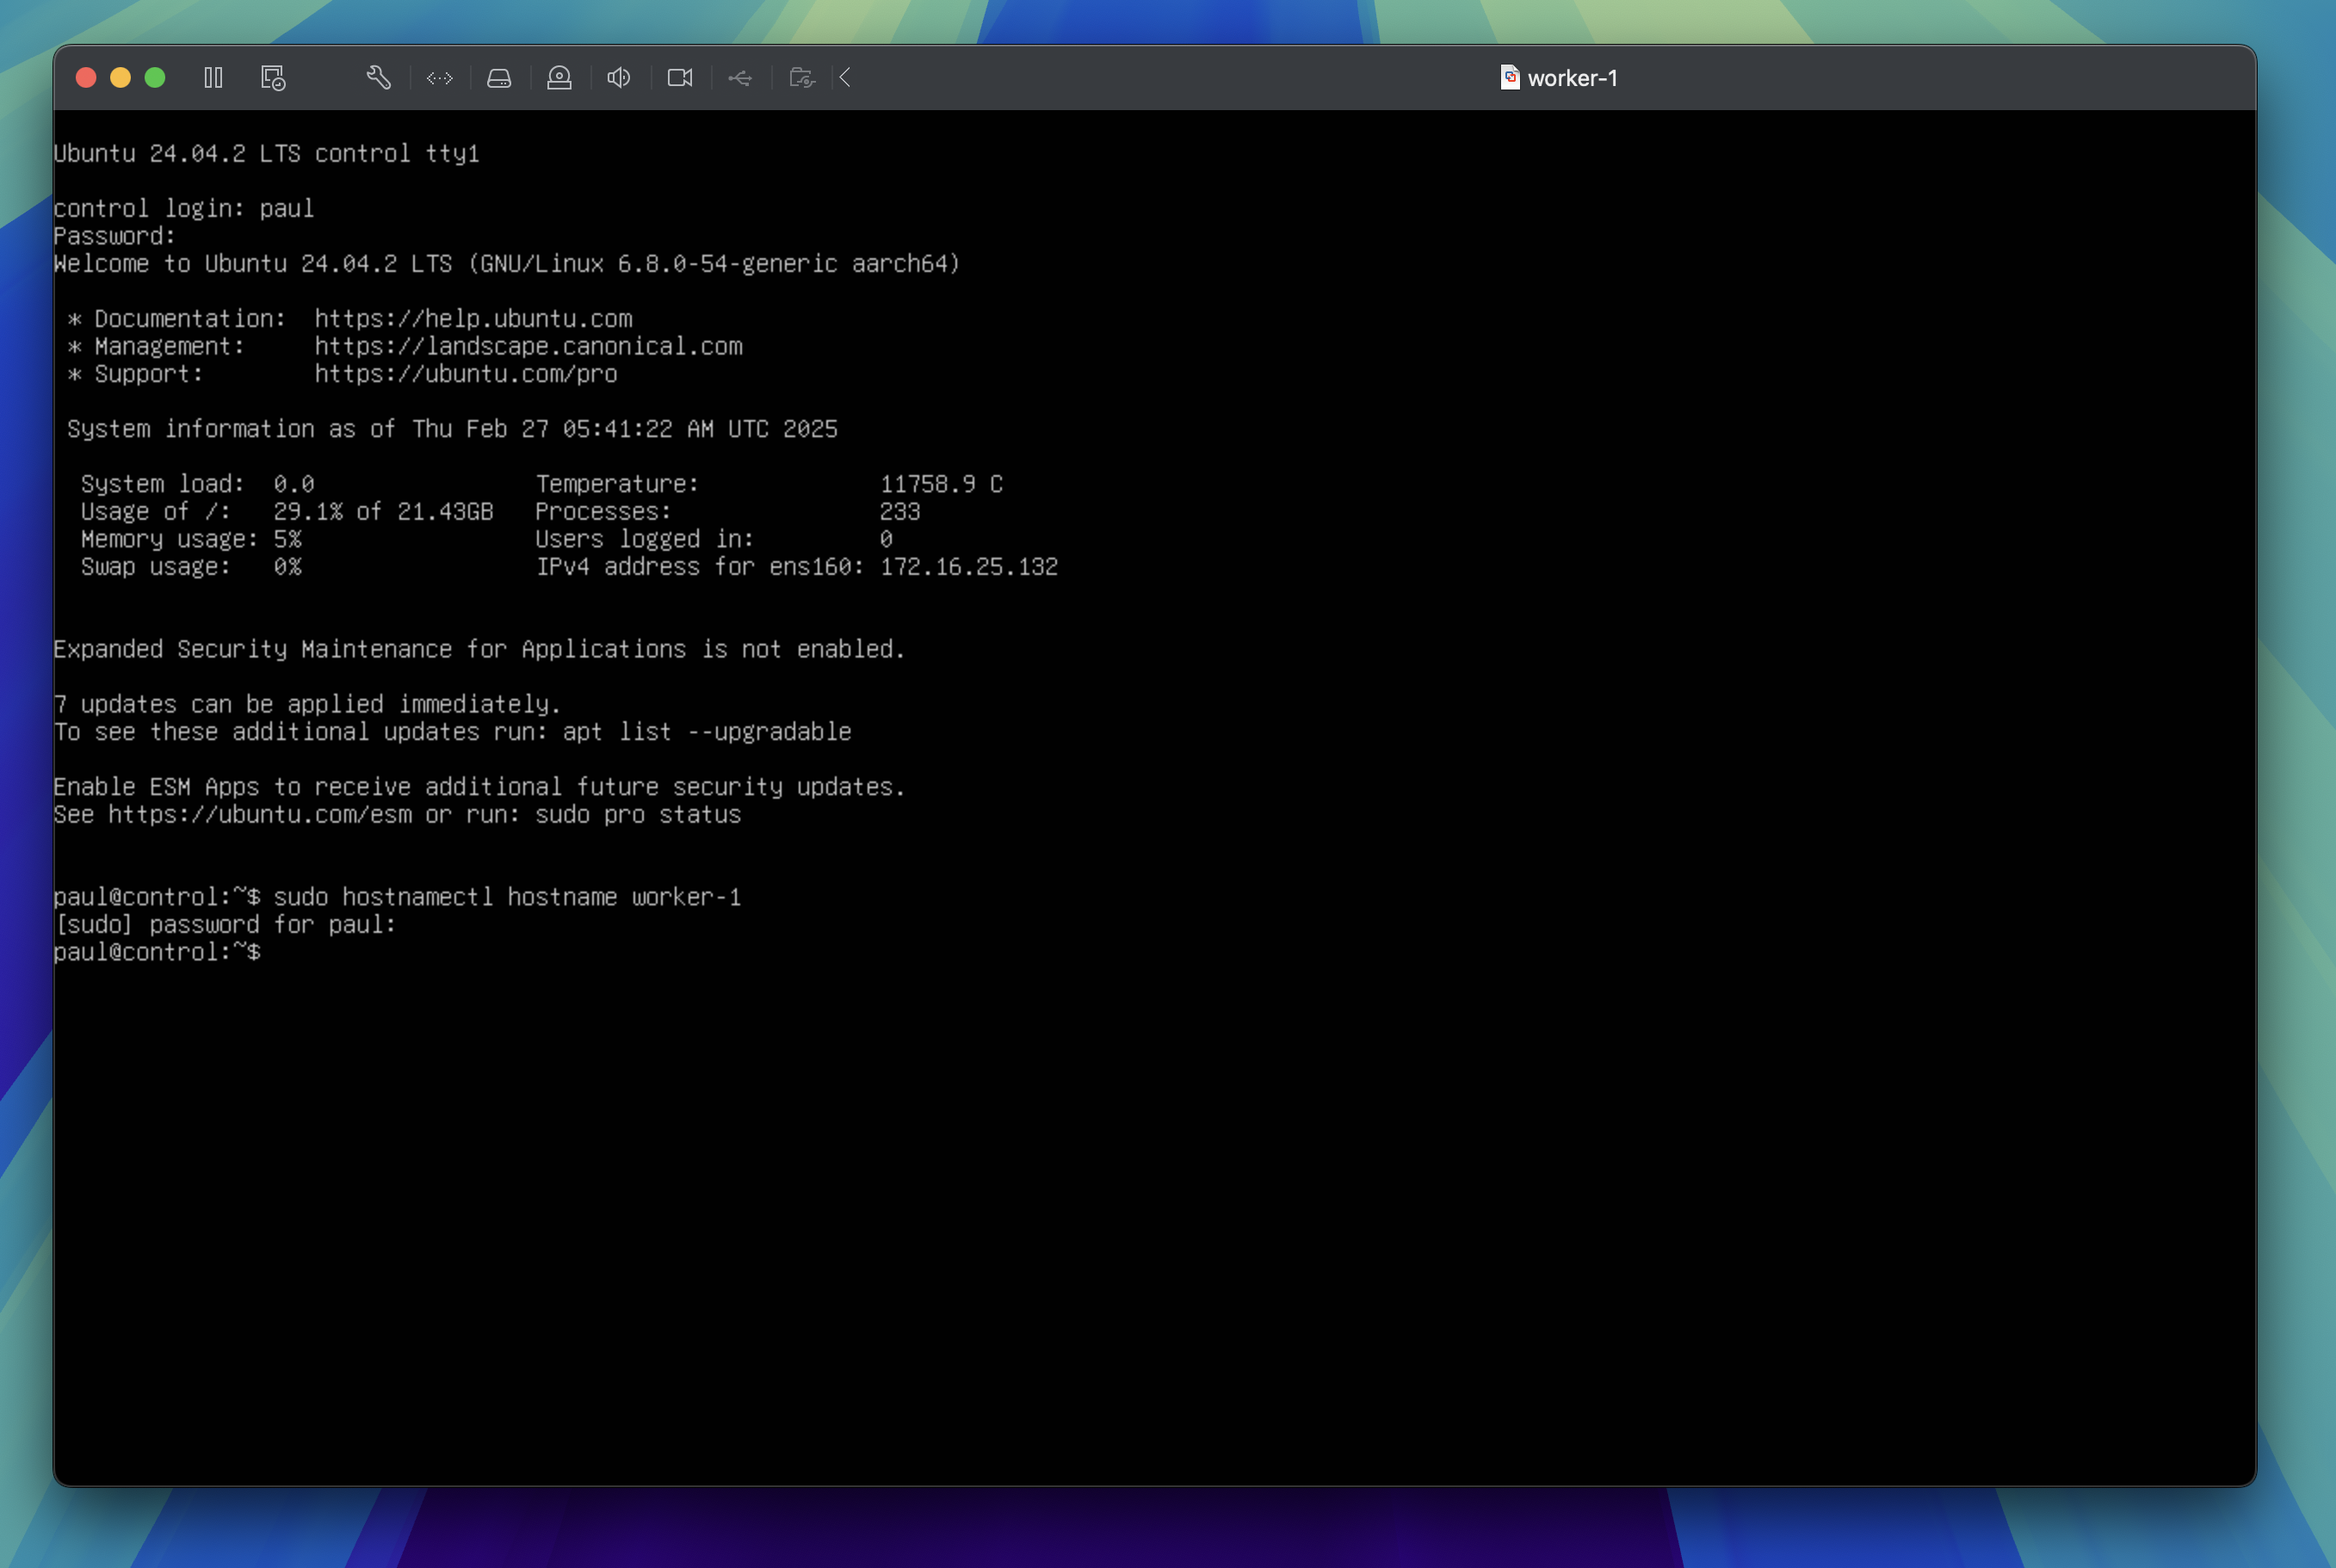 worker-1
Ubuntu 24.04.2 LTS control tty1
control login: paul
Password:
Welcome to Ubuntu 24.04.2 LTS (GNU/Linux 6.8.0-54-generic aarch64)
* Documentation:  https://help.ubuntu.com
* Management:     https://landscape.canonical.com
* Support:        https://ubuntu.com/pro
System information as of Thu Feb 27 05:41:22 AM UTC 2025
System load:  0.0                Temperature:             11758.9 C
Usage of /:   29.1% of 21.43GB   Processes:               233
Memory usage: 5%                 Users logged in:         0
Swap usage:   0%                 IPv4 address for ens160: 172.16.25.132
Expanded Security Maintenance for Applications is not enabled.
7 updates can be applied immediately.
To see these additional updates run: apt list --upgradable
Enable ESM Apps to receive additional future security updates.
See https://ubuntu.com/esm or run: sudo pro status
paul@control:~$ sudo hostnamectl hostname worker-1
[sudo] password for paul:
paul@control:~$